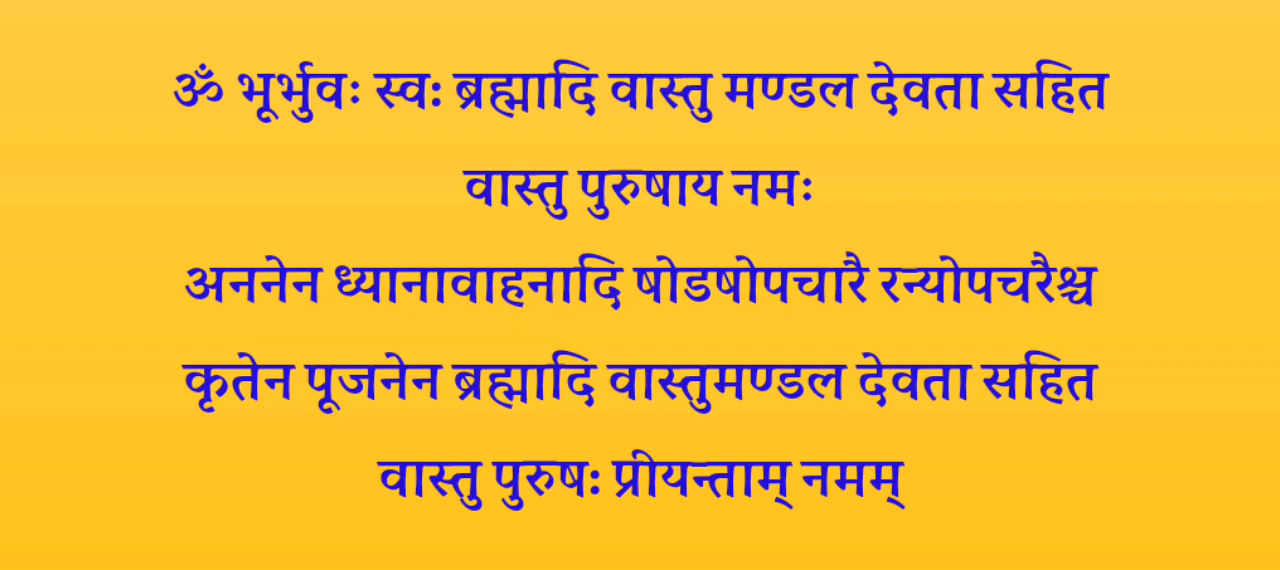 ॐ भूर्भुवः स्वः ब्रह्मादि वास्तु मण्डल देवता सहित
वास्तु पुरुषाय नमः
अननेन ध्यानावाहनादि षोडषोपचारै रन्योपचरैश्च
कृतेन पूजनेन ब्रह्मादि वास्तुमण्डल देवता सहित
वास्तु पुरुषः प्रीयन्ताम् नमम्